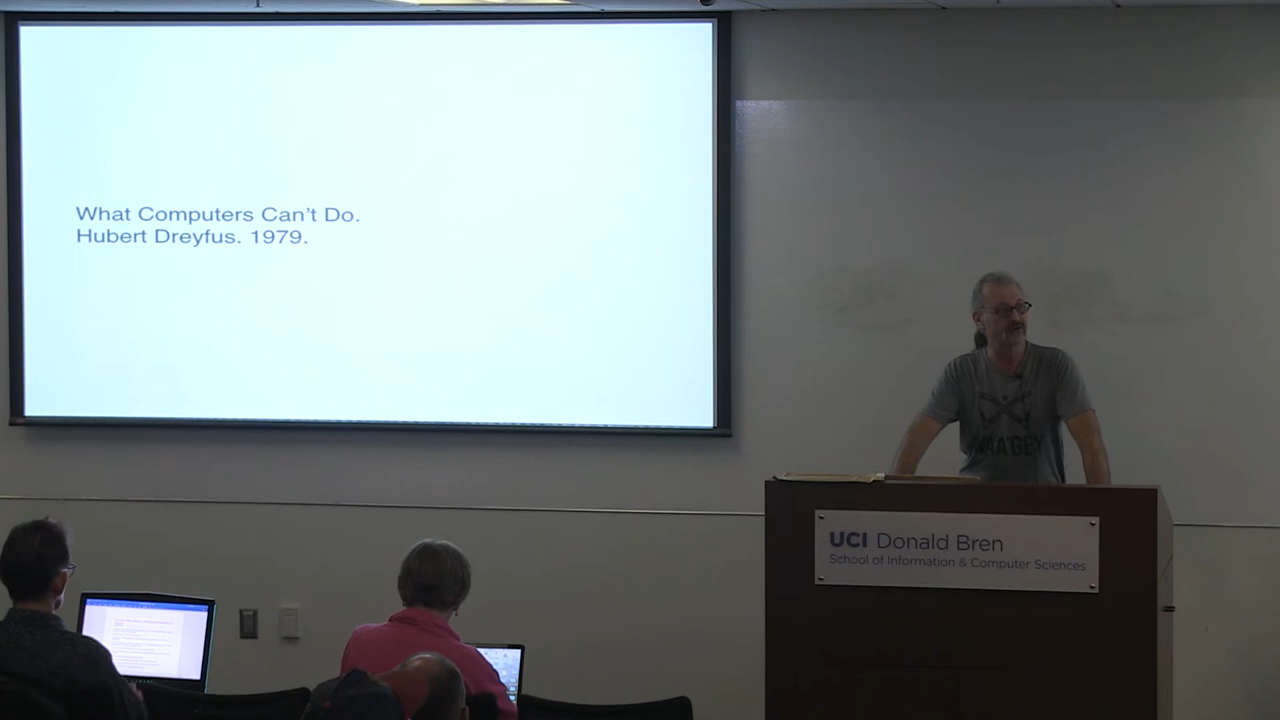 What Computers Can't Do.
Hubert Dreyfus. 1979.
UCI Donald Bren
School of Information & Computer Sciences